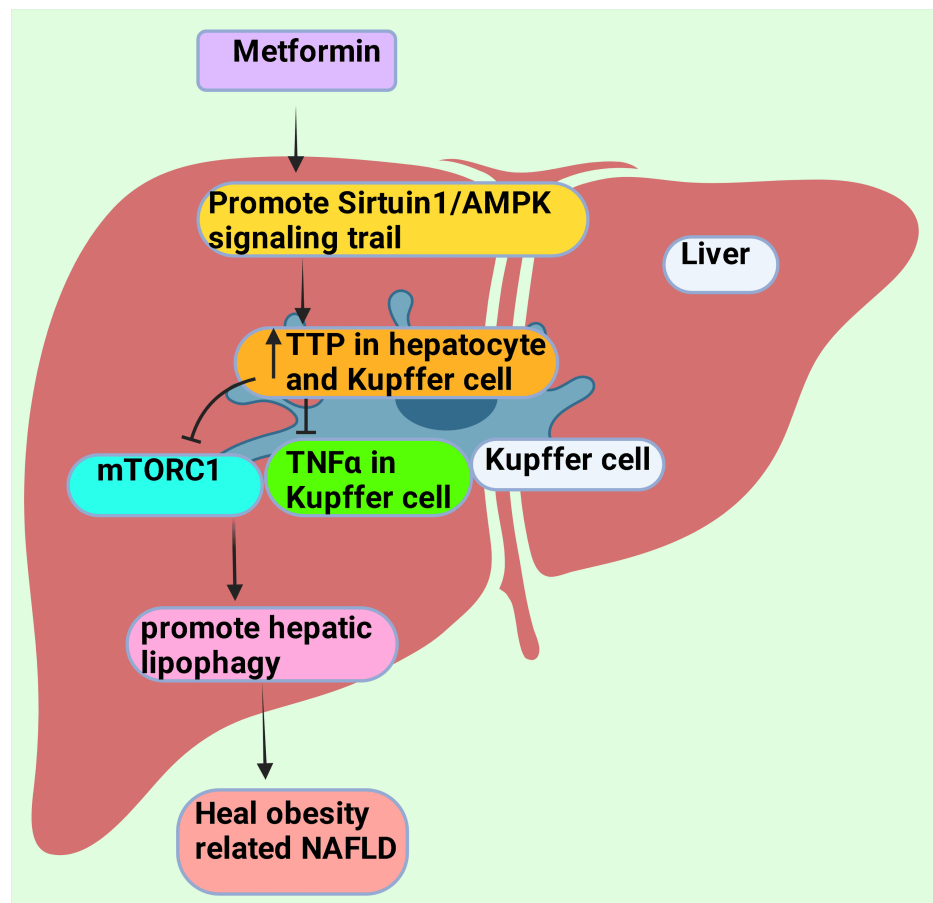 Metformin
Promote Sirtuin1/AMPK
signaling trail
Liver
TTP in hepatocyte
and Kupffer cell
mTORC1
TNFα in
Kupffer cell
Kupffer cell
promote hepatic
lipophagy
Heal obesity
related NAFLD